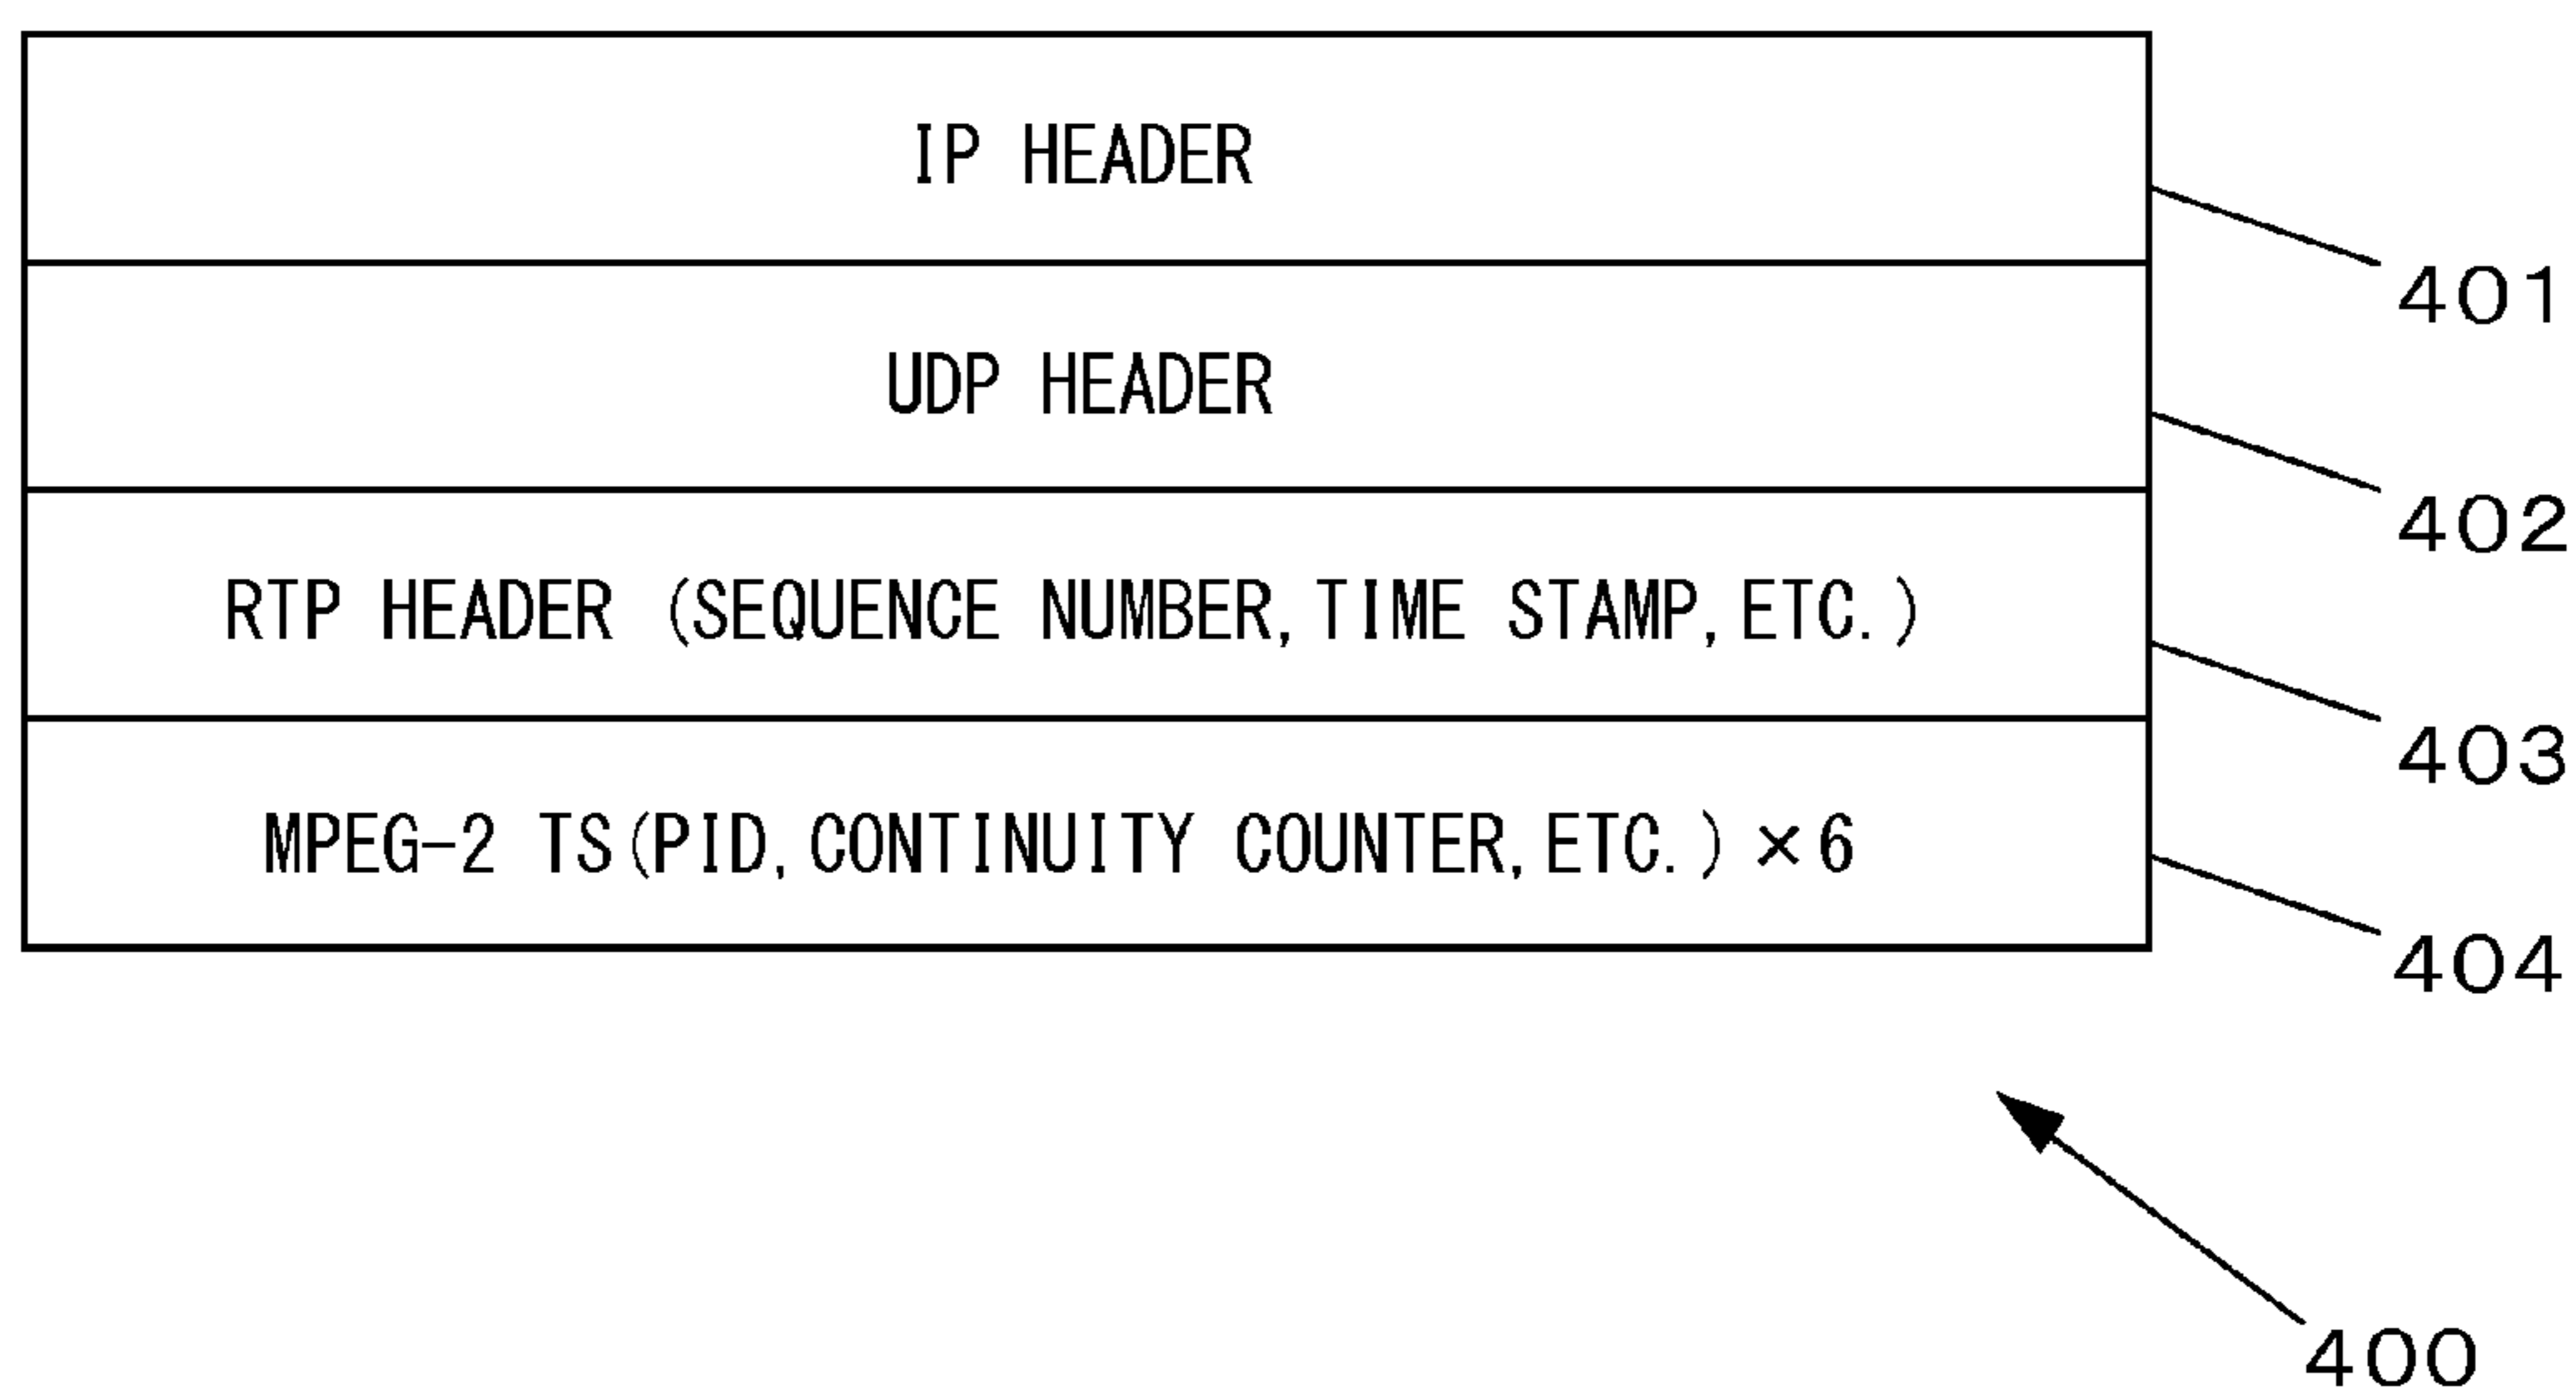 IP HEADER
401
UDP HEADER
402
RTP HEADER (SEQUENCE NUMBER, TIME STAMP, ETC.)
403
MPEG-2 TS(PID, CONTINUITY COUNTER, ETC.)×6
404
400